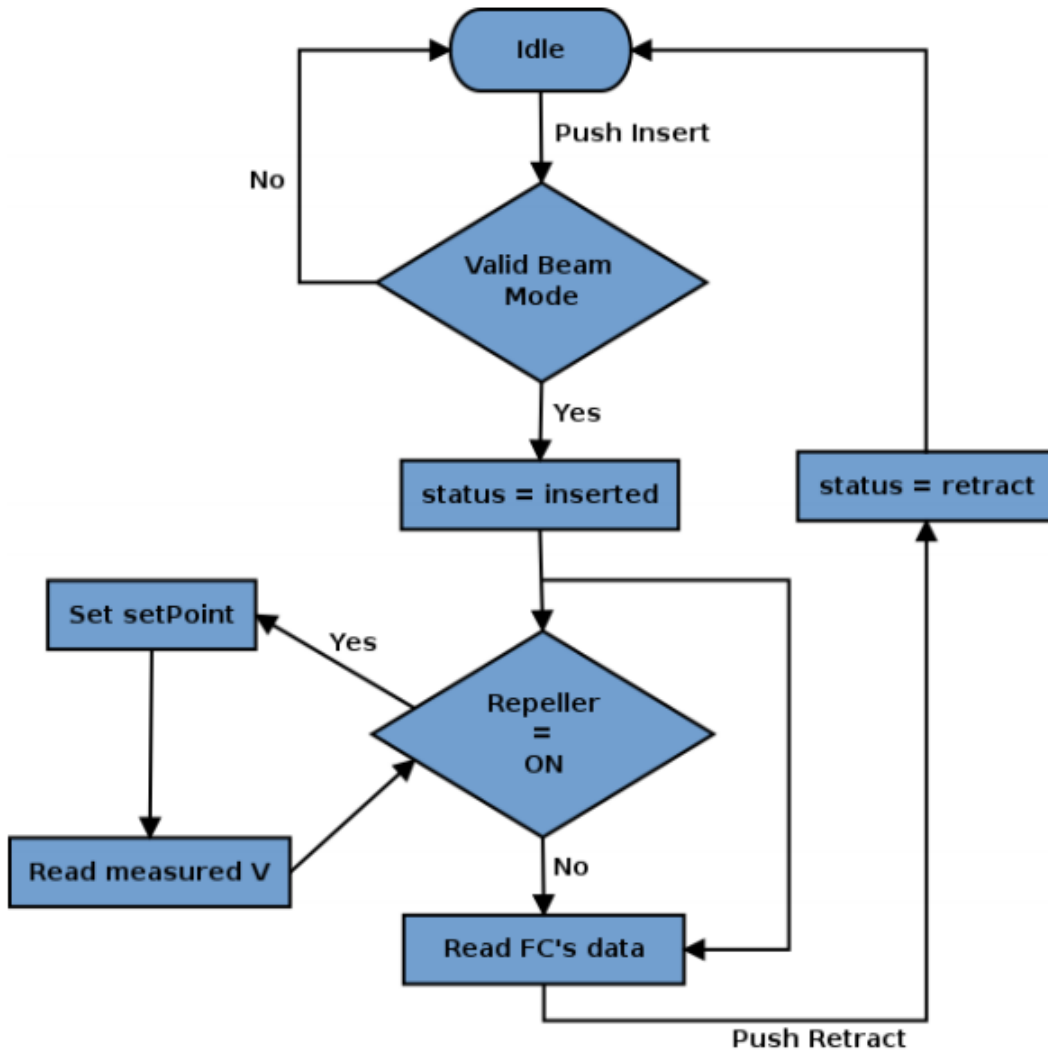 Idle
Push Insert
No
Valid Beam
Mode
Yes
status = inserted
status = retract
Set setPoint
Yes
Repeller
=
ON
Read measured V
No
Read FC's data
Push Retract